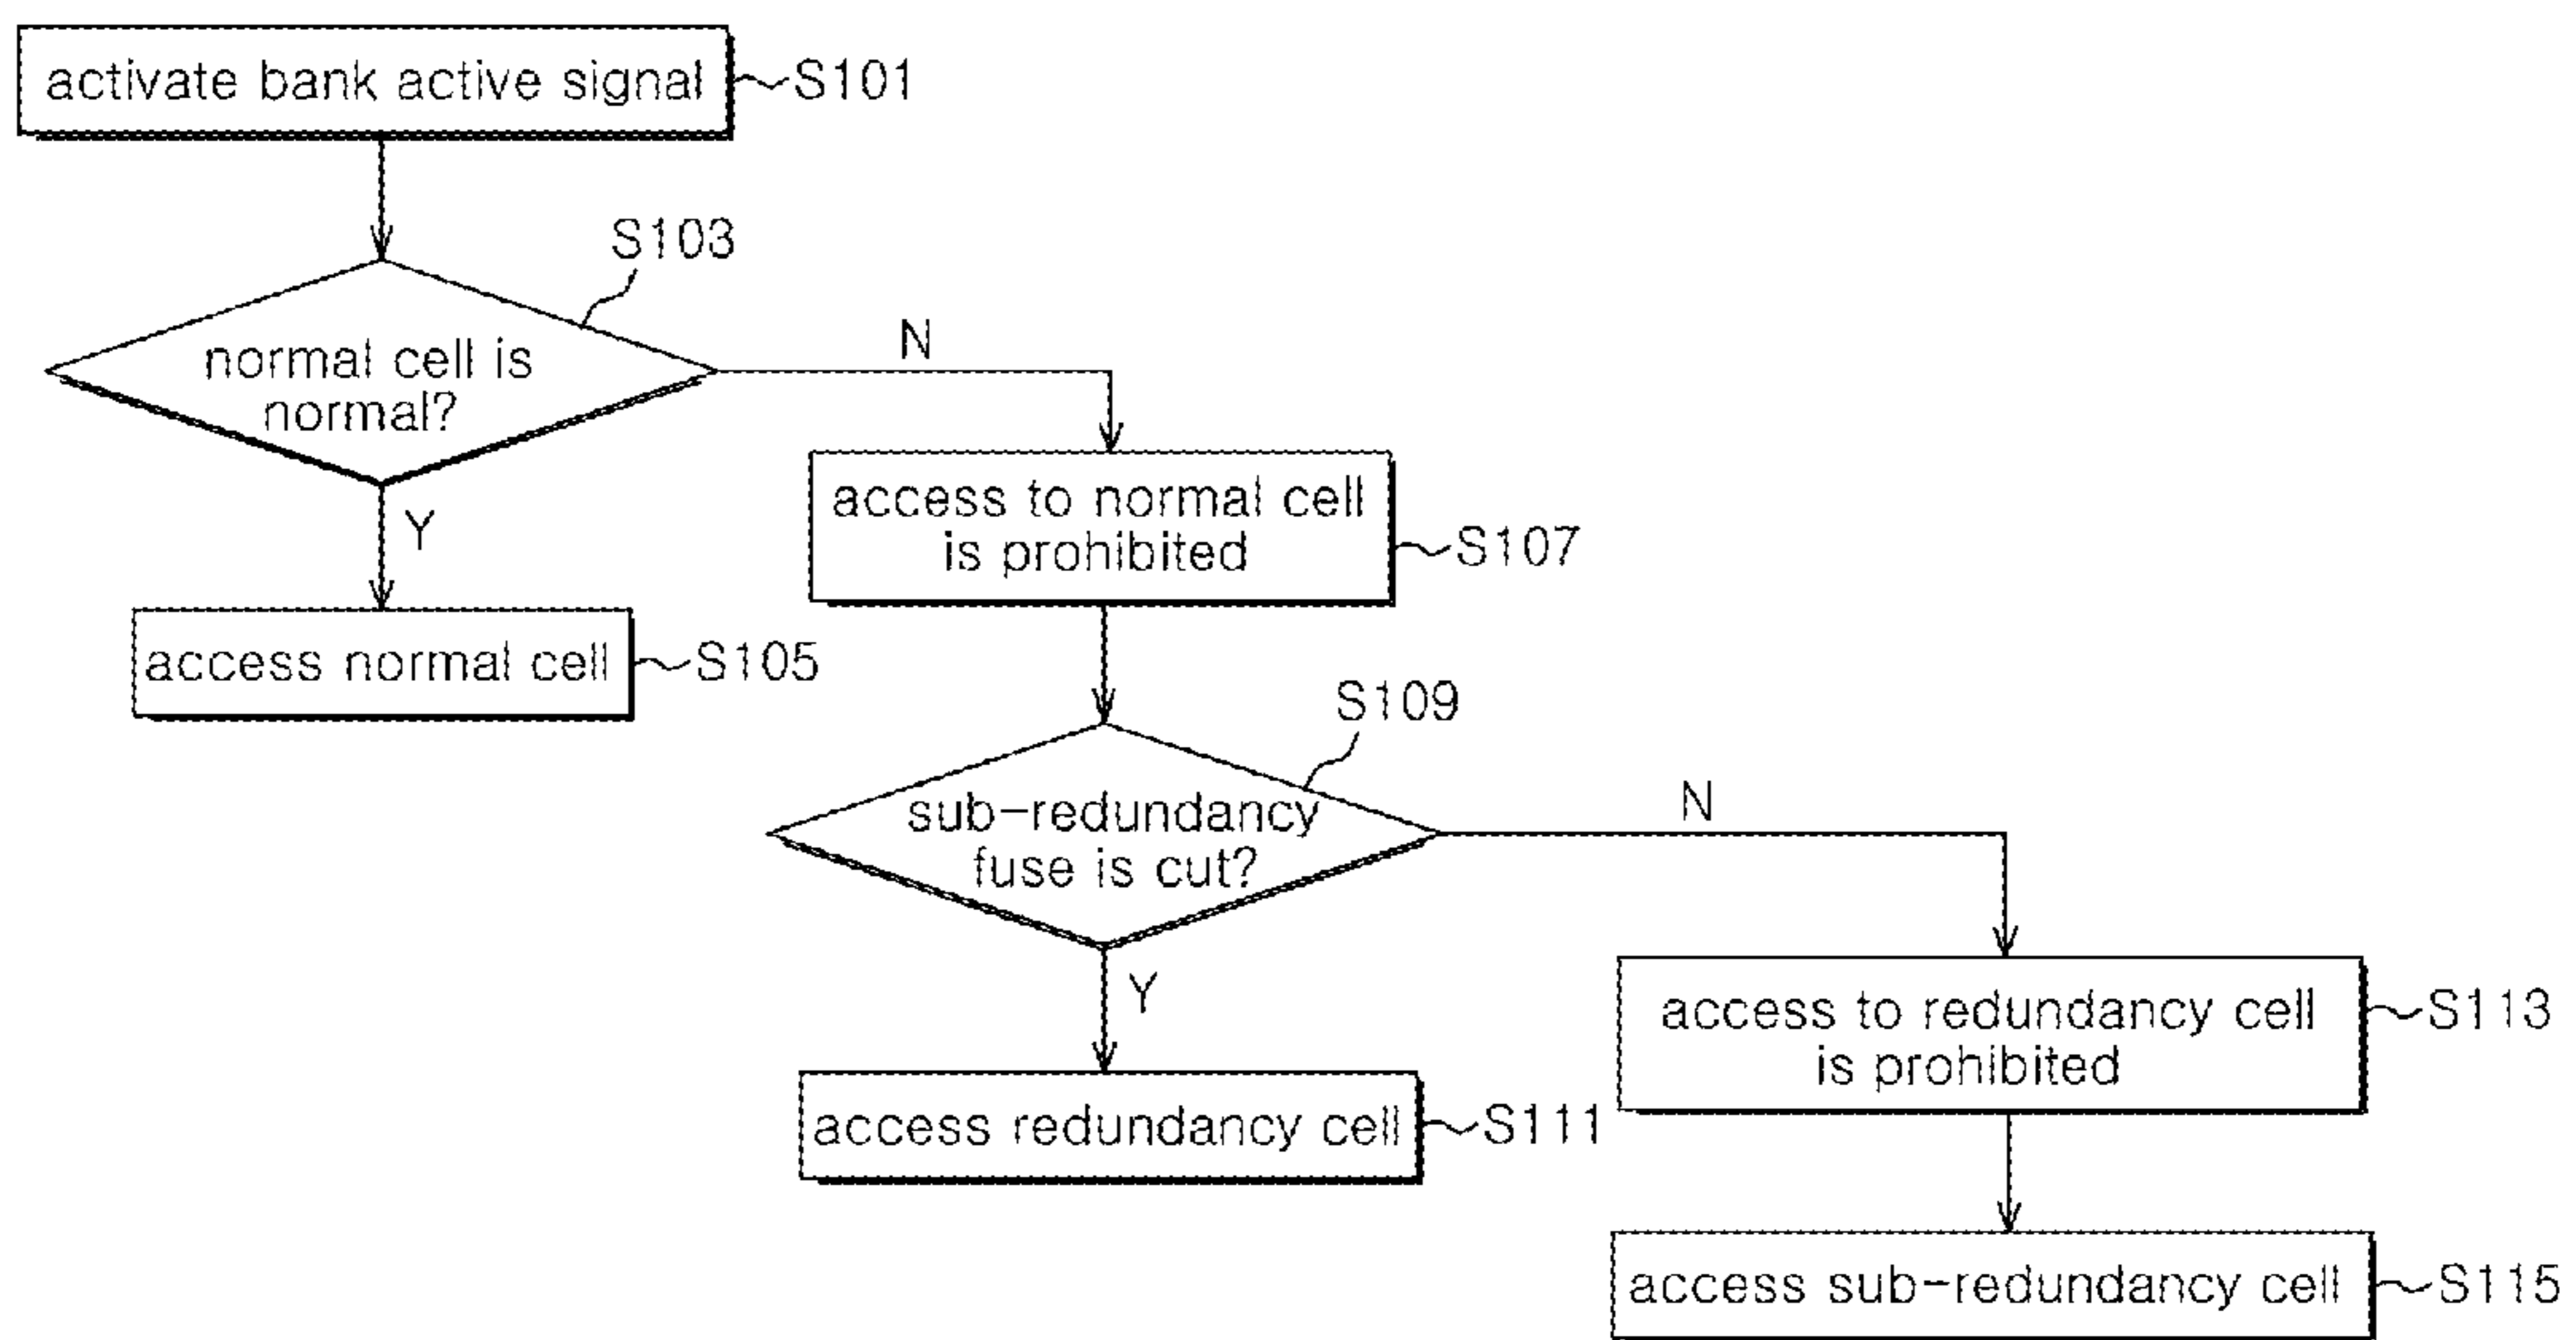 activate bank active signal
S101
S103
normal cell is
normal?
N
Y
access to normal cell
is prohibited
S107
access normal cell
S105
S109
sub-redundancy
fuse is cut?
N
Y
access to redundancy cell
is prohibited
S113
access redundancy cell
S111
access sub-redundancy cell
S115